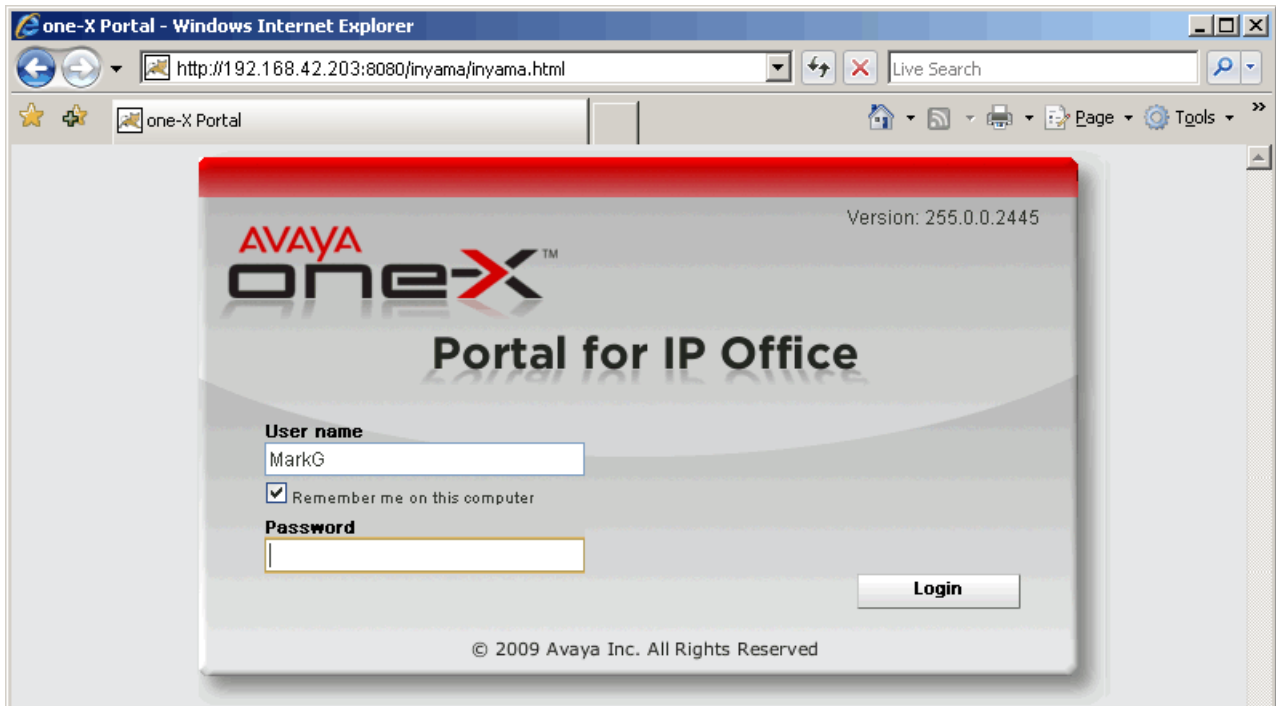 one-X Portal - Windows Internet Explorer
http://192.168.42.203:8080/inyama/inyama.html
Live Search
one-X Portal
Page
Tools
»
Version: 255.0.0.2445
AVAYA
one-X™
Portal for IP Office
User name
MarkG
Remember me on this computer
Password
Login
© 2009 Avaya Inc. All Rights Reserved